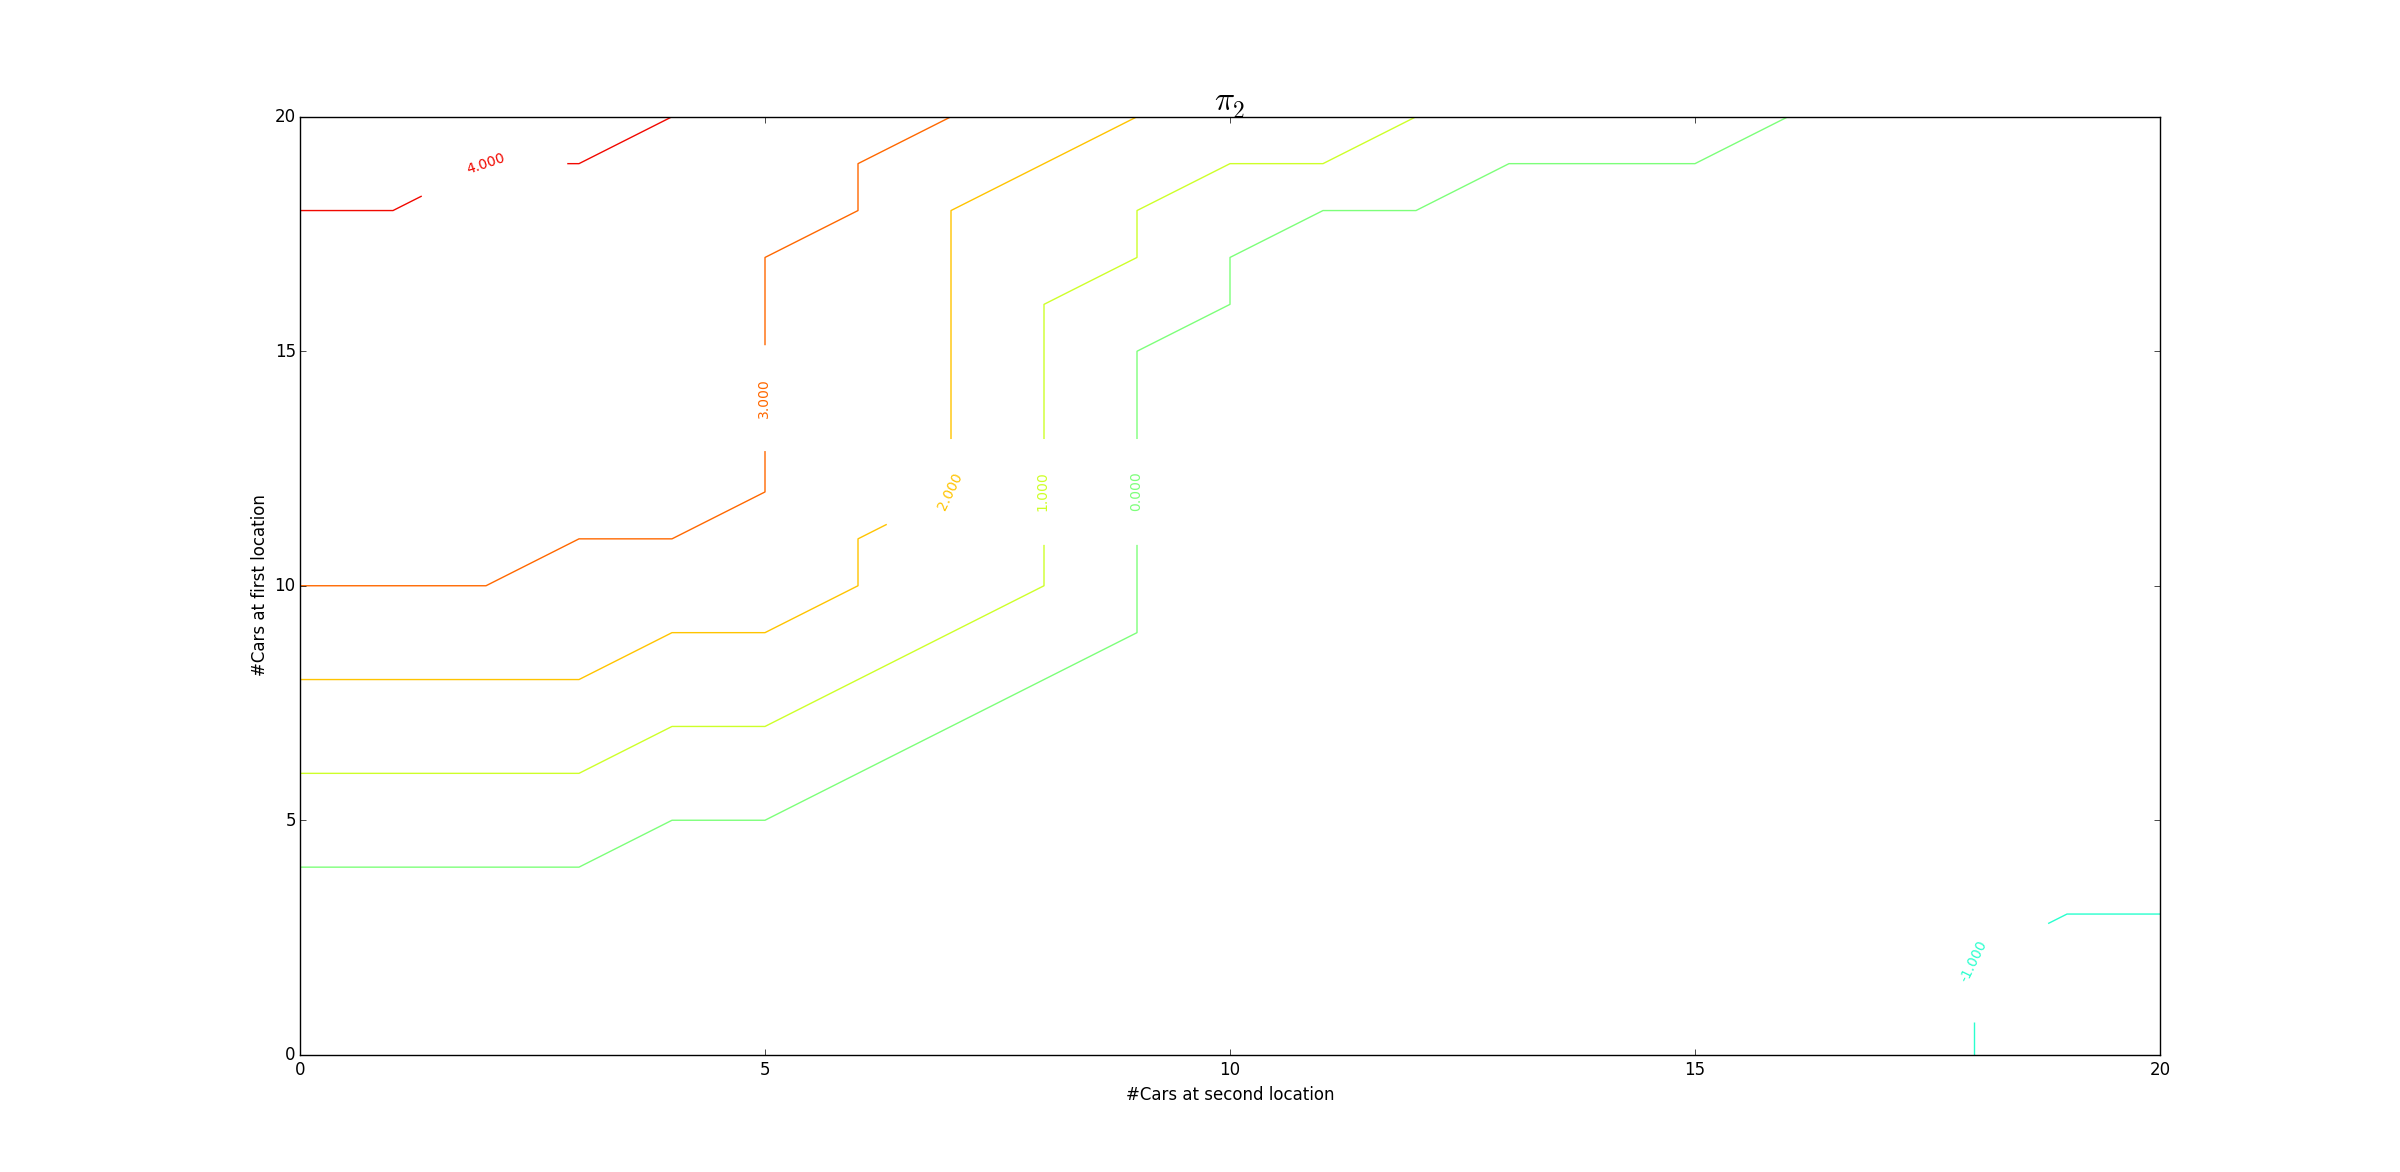 π₂
20
4.000
15
3.000
2.000
1.000
0.000
#Cars at first location
10
5
-1.000
0
0 5 10 15 20
#Cars at second location